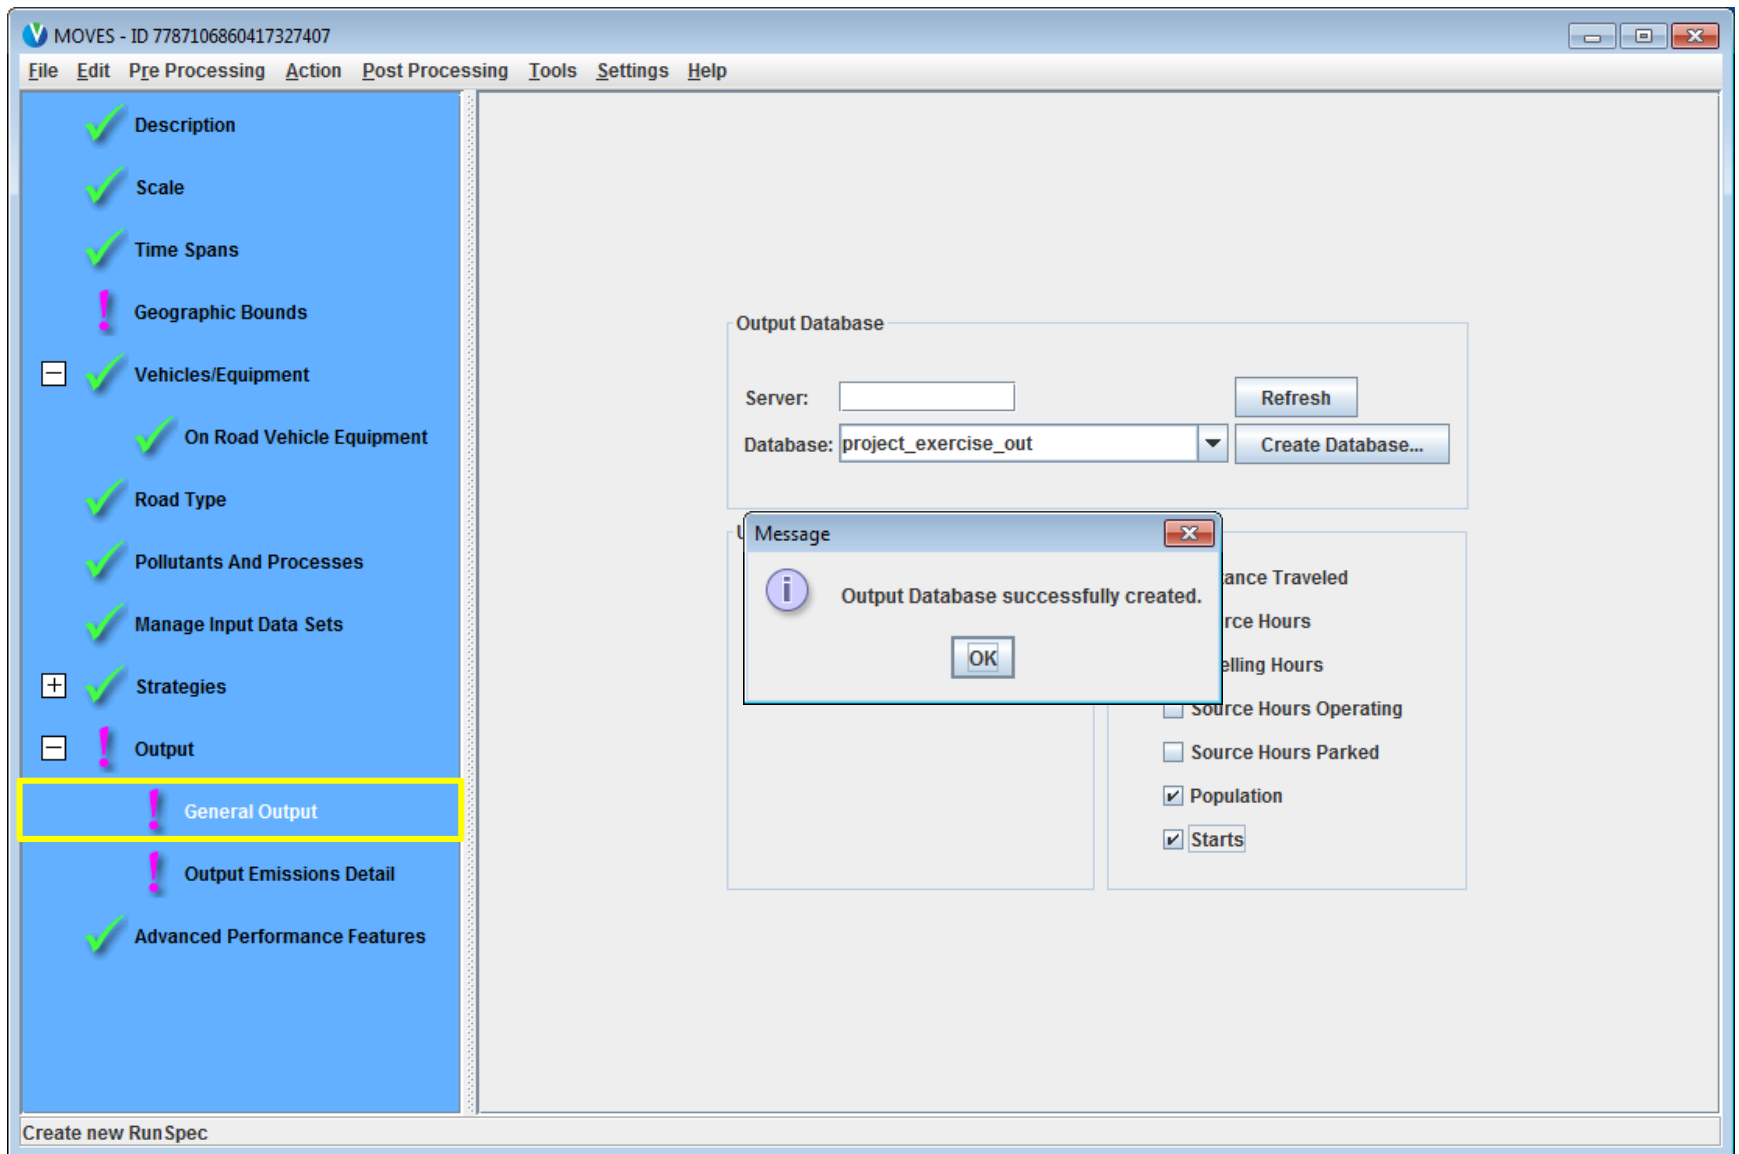 MOVES - ID 7787106860417327407
File Edit Pre Processing Action Post Processing Tools Settings Help
Description
Scale
Time Spans
Geographic Bounds
Vehicles/Equipment
On Road Vehicle Equipment
Road Type
Pollutants And Processes
Manage Input Data Sets
Strategies
Output
General Output
Output Emissions Detail
Advanced Performance Features
Output Database
Server:
Refresh
Database: project_exercise_out
Create Database...
Message
Output Database successfully created.
OK
ance Traveled
rce Hours
elling Hours
Source Hours Operating
Source Hours Parked
Population
Starts
Create new RunSpec